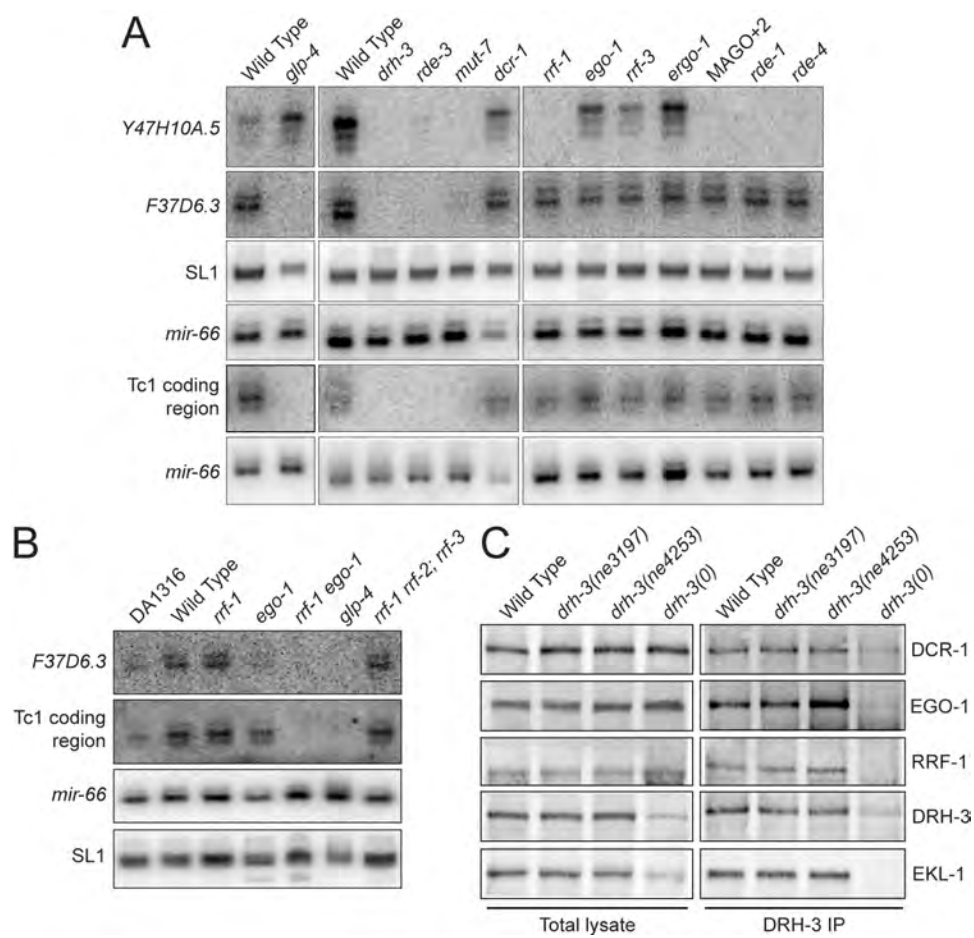 A
Wild Type
glp-4
Wild Type
drh-3
rde-3
mut-7
dcr-1
rrf-1
ego-1
rrf-3
ergo-1
MAGO+2
rde-1
rde-4
Y47H10A.5
F37D6.3
SL1
mir-66
Tc1 coding
region
mir-66
B
DA1316
Wild Type
rrf-1
ego-1
rrf-1 ego-1
glp-4
rrf-1 rrf-2; rrf-3
F37D6.3
Tc1 coding
region
mir-66
SL1
C
Wild Type
drh-3(ne3197)
drh-3(ne4253)
drh-3(0)
Wild Type
drh-3(ne3197)
drh-3(ne4253)
drh-3(0)
DCR-1
EGO-1
RRF-1
DRH-3
EKL-1
Total lysate
DRH-3 IP